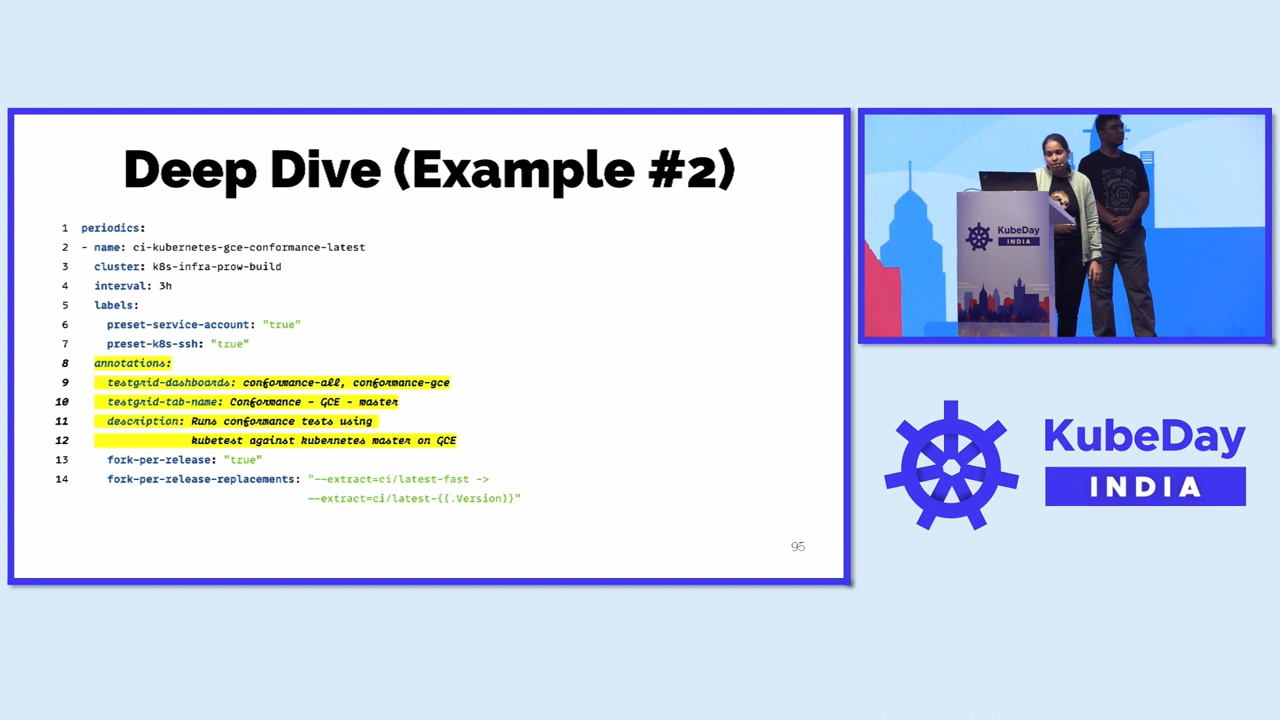 Deep Dive (Example #2)
1 periodics:
2 - name: ci-kubernetes-gce-conformance-latest
3 cluster: k8s-infra-prow-build
4 interval: 3h
5 labels:
6 preset-service-account: "true"
7 preset-k8s-ssh: "true"
8 annotations:
9 testgrid-dashboards: conformance-all, conformance-gce
10 testgrid-tab-name: Conformance - GCE - master
11 description: Runs conformance tests using
12 kubetest against kubernetes master on GCE
13 fork-per-release: "true"
14 fork-per-release-replacements: "--extract=ci/latest-fast ->
--extract=ci/latest-{{.Version}}"
95
KubeDay
INDIA
KubeDay
INDIA